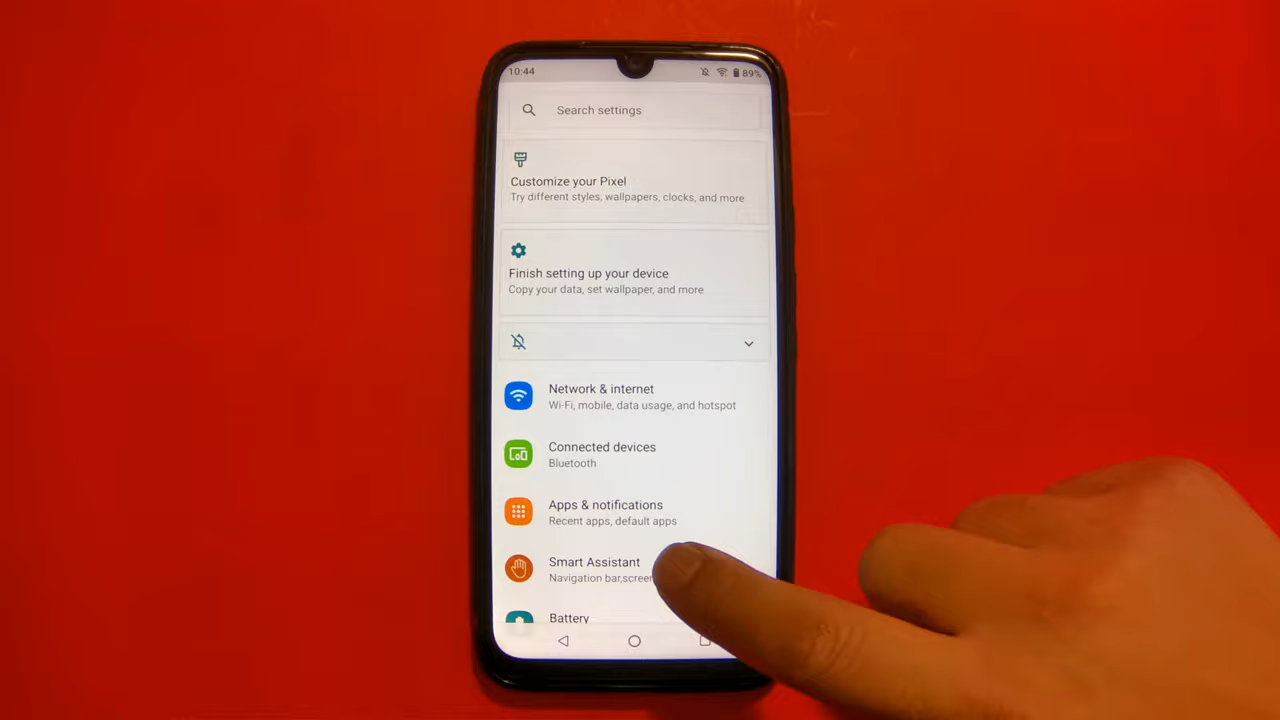 10:44
89%
Search settings
Customize your Pixel
Try different styles, wallpapers, clocks, and more
Finish setting up your device
Copy your data, set wallpaper, and more
Network & internet
Wi-Fi, mobile, data usage, and hotspot
Connected devices
Bluetooth
Apps & notifications
Recent apps, default apps
Smart Assistant
Navigation bar,screen
Battery